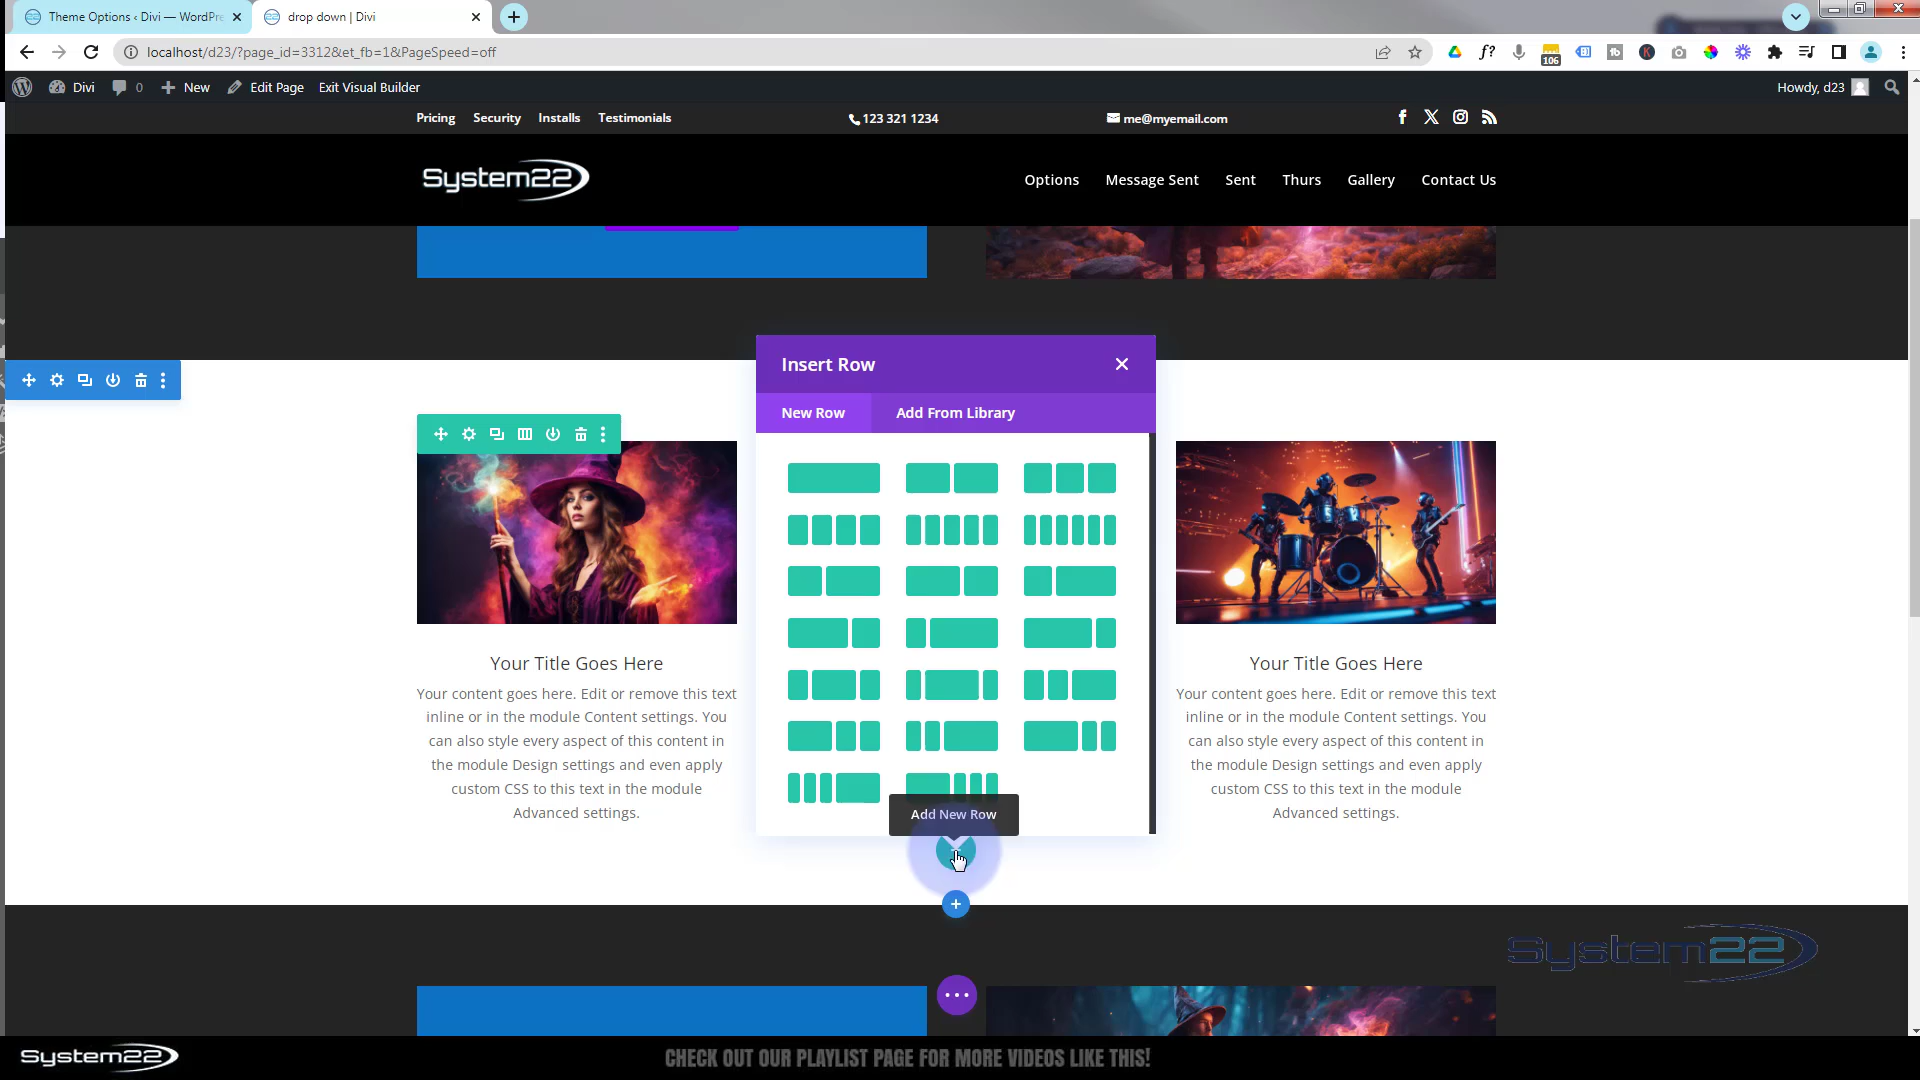 Theme Options ‹ Divi — WordPre
drop down | Divi
localhost/d23/?page_id=3312&et_fb=1&PageSpeed=off
f?
fb
K
106
Divi
0
New
Edit Page
Exit Visual Builder
Howdy, d23
Pricing
Security
Installs
Testimonials
123 321 1234
me@myemail.com
System22
Options
Message Sent
Sent
Thurs
Gallery
Contact Us
Insert Row
New Row
Add From Library
Add New Row
Your Title Goes Here
Your content goes here. Edit or remove this text
inline or in the module Content settings. You
can also style every aspect of this content in
the module Design settings and even apply
custom CSS to this text in the module
Advanced settings.
Your Title Goes Here
Your content goes here. Edit or remove this text
inline or in the module Content settings. You
can also style every aspect of this content in
the module Design settings and even apply
custom CSS to this text in the module
Advanced settings.
System22
System22
CHECK OUT OUR PLAYLIST PAGE FOR MORE VIDEOS LIKE THIS!